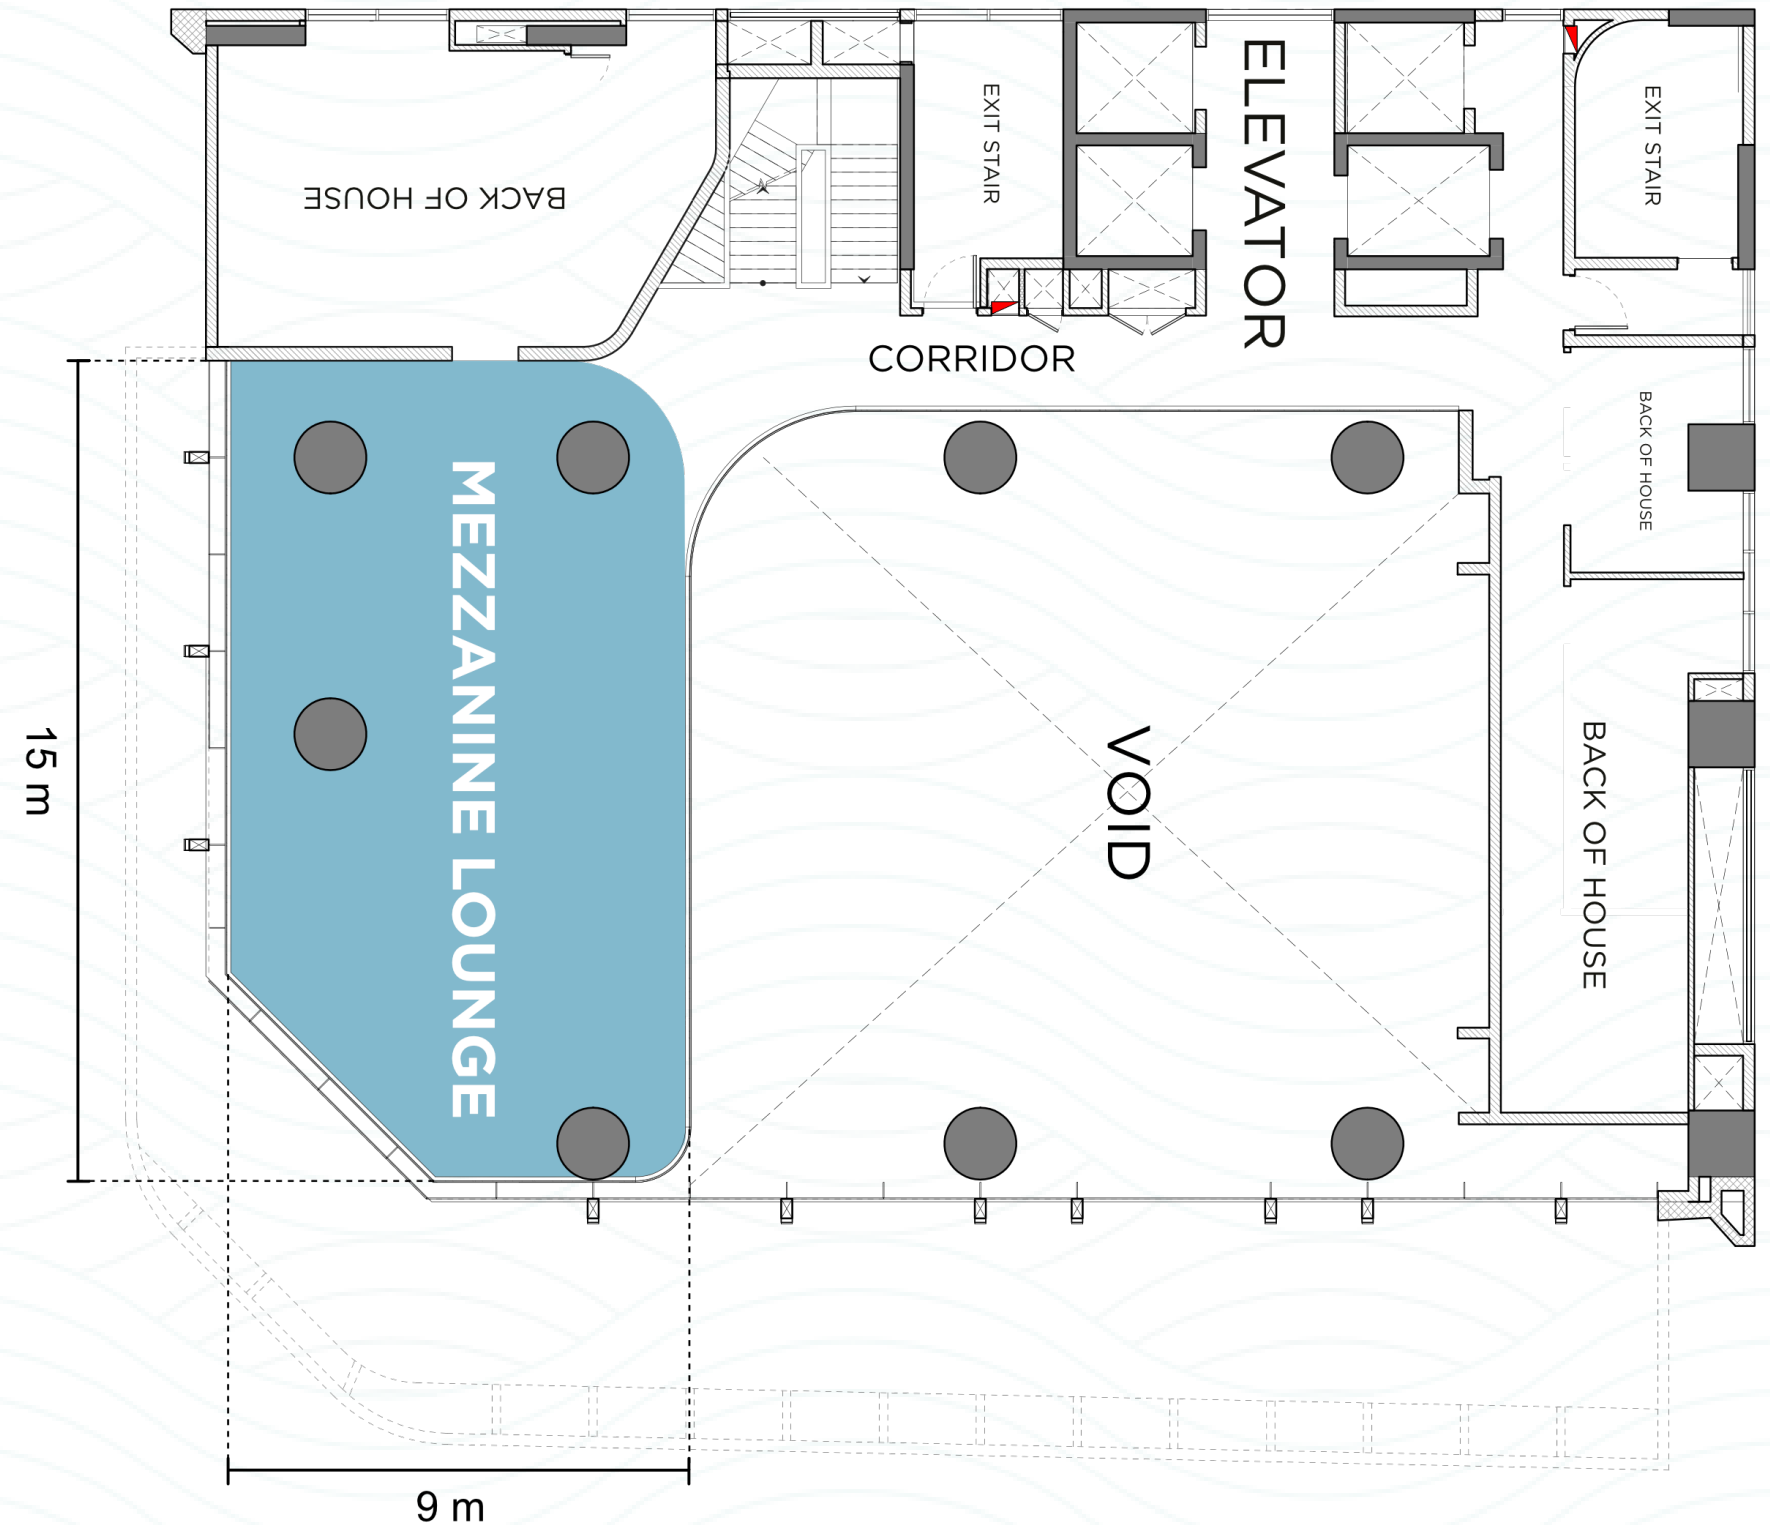 EXIT STAIR
ELEVATOR
EXIT STAIR
BACK OF HOUSE
CORRIDOR
BACK OF HOUSE
MEZZANINE LOUNGE
VOID
BACK OF HOUSE
15 m
9 m